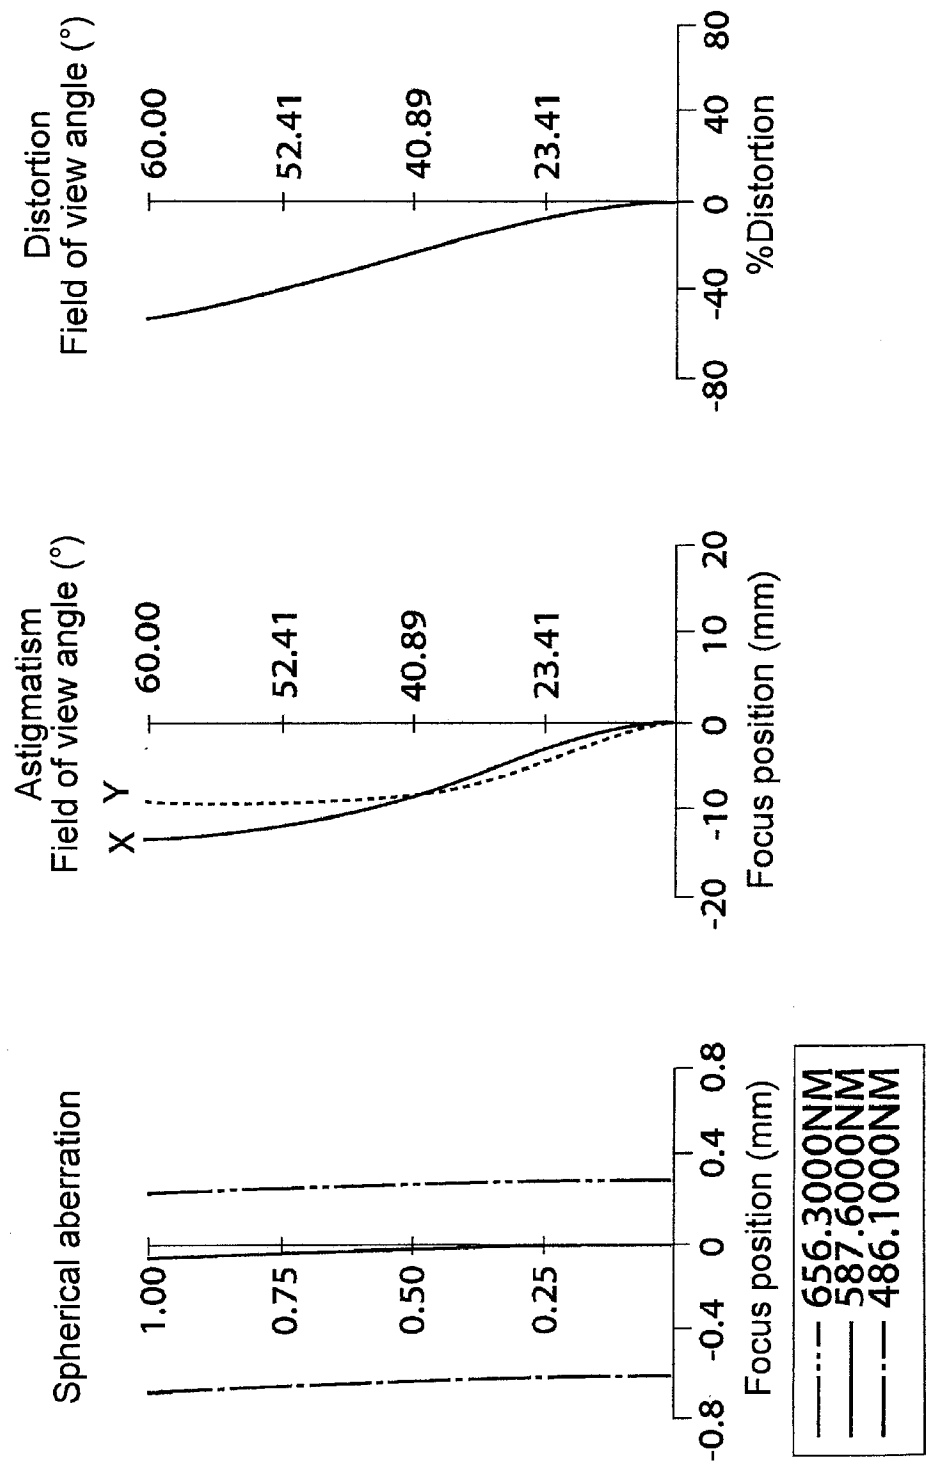 Spherical aberration
1.00
0.75
0.50
0.25
-0.8
-0.4
0
0.4
0.8
Focus position (mm)
Astigmatism
Field of view angle (°)
X
Y
60.00
52.41
40.89
23.41
-20
-10
0
10
20
Focus position (mm)
Distortion
Field of view angle (°)
60.00
52.41
40.89
23.41
-80
-40
0
40
80
%Distortion
656.3000NM
587.6000NM
486.1000NM